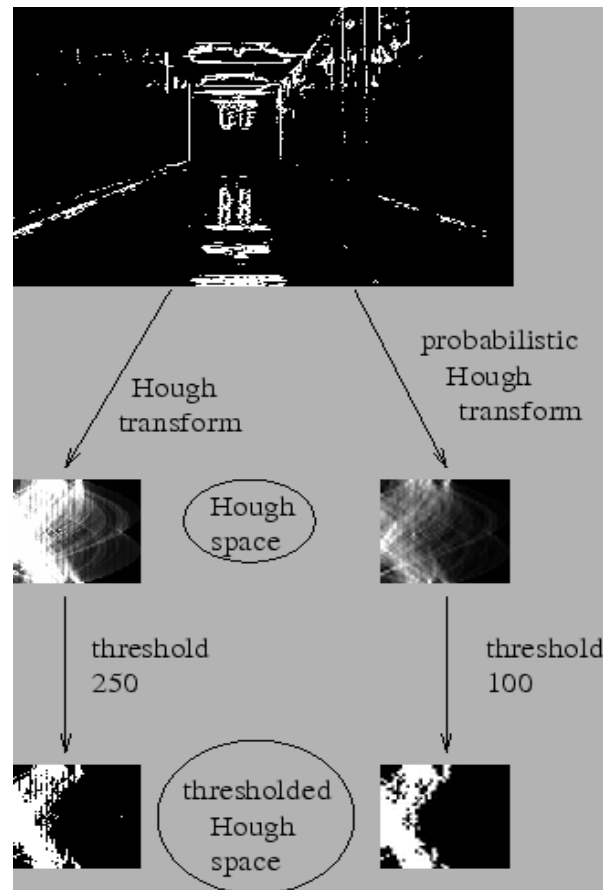 Hough
transform
probabilistic
Hough
transform
Hough
space
threshold
250
threshold
100
thresholded
Hough
space